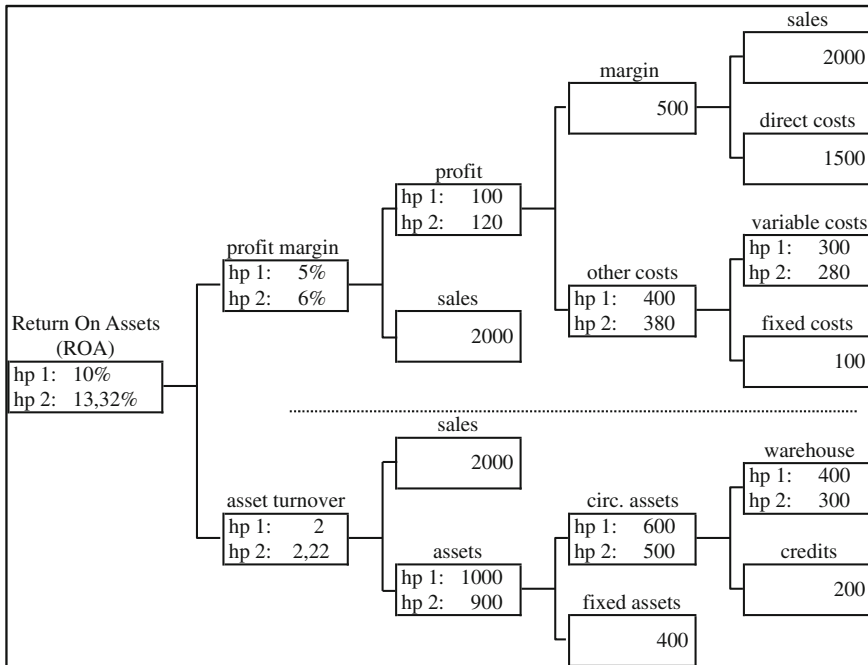 sales
2000
margin
500
direct costs
1500
profit
hp 1: 100
hp 2: 120
variable costs
hp 1: 300
hp 2: 280
profit margin
hp 1: 5%
hp 2: 6%
other costs
hp 1: 400
hp 2: 380
sales
2000
fixed costs
100
Return On Assets
(ROA)
hp 1: 10%
hp 2: 13,32%
sales
2000
warehouse
hp 1: 400
hp 2: 300
asset turnover
hp 1: 2
hp 2: 2,22
circ. assets
hp 1: 600
hp 2: 500
assets
hp 1: 1000
hp 2: 900
credits
200
fixed assets
400